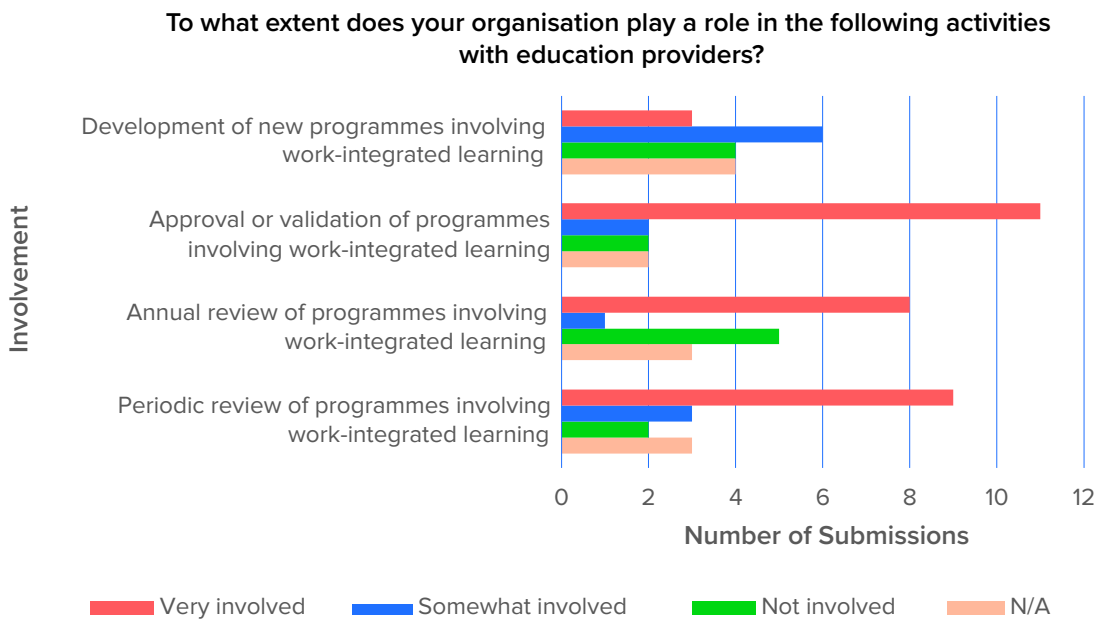 To what extent does your organisation play a role in the following activities
with education providers?
Involvement
Development of new programmes involving
work-integrated learning
Approval or validation of programmes
involving work-integrated learning
Annual review of programmes involving
work-integrated learning
Periodic review of programmes involving
work-integrated learning
0 2 4 6 8 10 12
Number of Submissions
Very involved Somewhat involved Not involved N/A